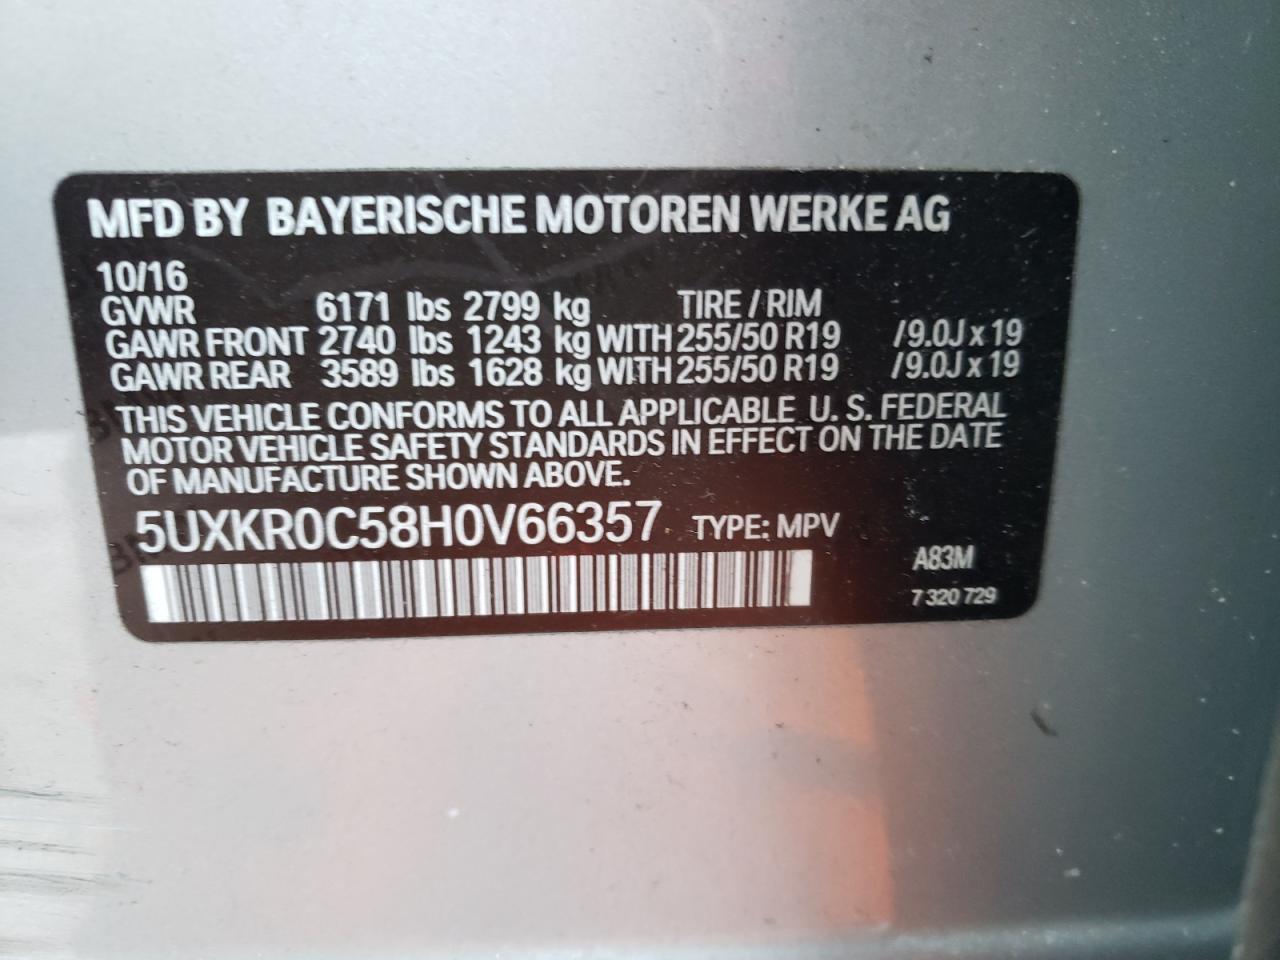 MFD BY BAYERISCHE MOTOREN WERKE AG
10/16
GVWR 6171 lbs 2799 kg TIRE / RIM
GAWR FRONT 2740 lbs 1243 kg WITH 255/50 R19 /9.0J x 19
GAWR REAR 3589 lbs 1628 kg WITH 255/50 R19 /9.0J x 19
THIS VEHICLE CONFORMS TO ALL APPLICABLE U. S. FEDERAL
MOTOR VEHICLE SAFETY STANDARDS IN EFFECT ON THE DATE
OF MANUFACTURE SHOWN ABOVE.
5UXKR0C58H0V66357 TYPE: MPV
A83M
7 320 729